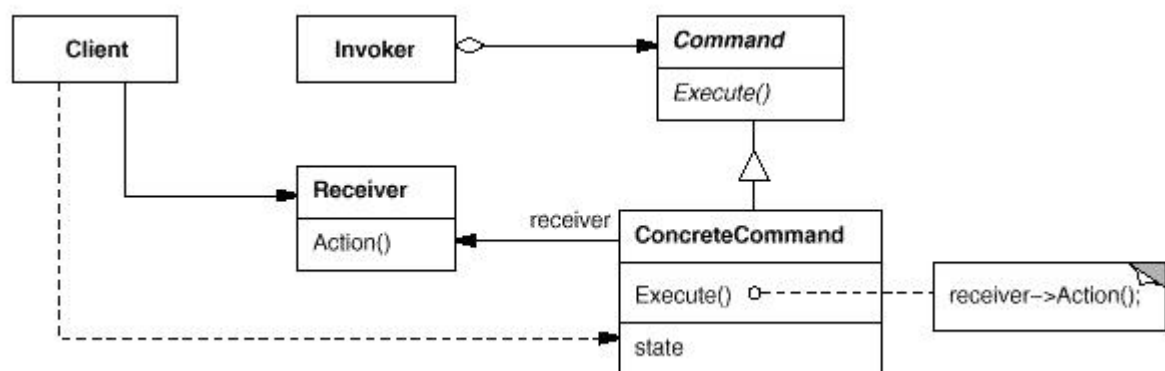 Client
Invoker
Command
Execute()
Receiver
Action()
receiver
ConcreteCommand
Execute()
receiver->Action();
state